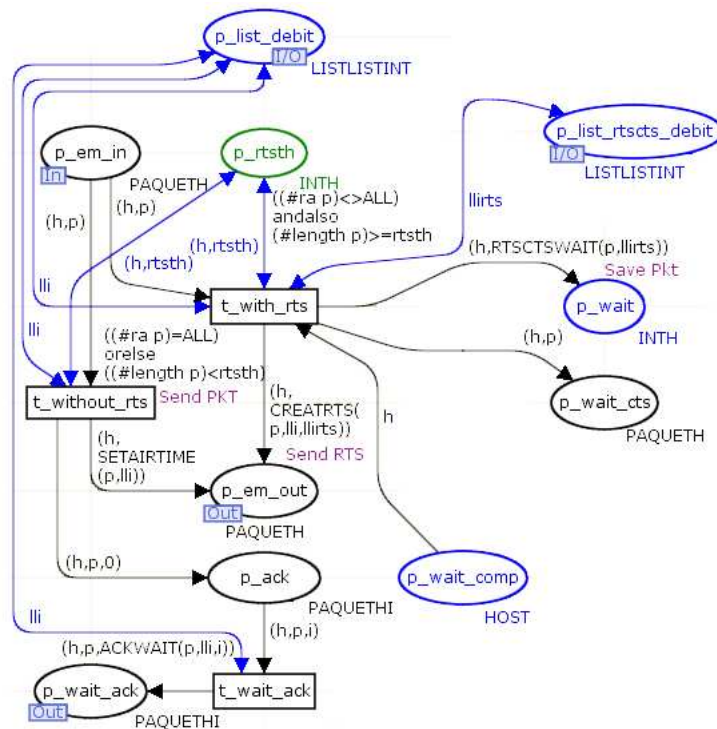 p_list_debit
I/O
LISTLISTINT
p_list_rtscts_debit
I/O
LISTLISTINT
p_em_in
In
PAQUETH
p_rtsth
INTH
(h,p)
(h,p)
((#ra p)<>ALL)
andalso
(#length p)>=rtsth
llirts
(h,rtsth)
(h,rtsth)
lli
lli
(h,RTSCTSWAIT(p,llirts))
Save Pkt
t_with_rts
p_wait
INTH
((#ra p)=ALL)
orelse
((#length p)<rtsth)
(h,p)
t_without_rts
Send PKT
(h,
CREATRTS(
p,lli,llirts))
h
p_wait_cts
PAQUETH
(h,
SETAIRTIME
(p,lli))
Send RTS
p_em_out
Out
PAQUETH
(h,p,0)
p_ack
PAQUETHI
p_wait_comp
HOST
lli
(h,p,i)
(h,p,ACKWAIT(p,lli,i))
p_wait_ack
Out
PAQUETHI
t_wait_ack